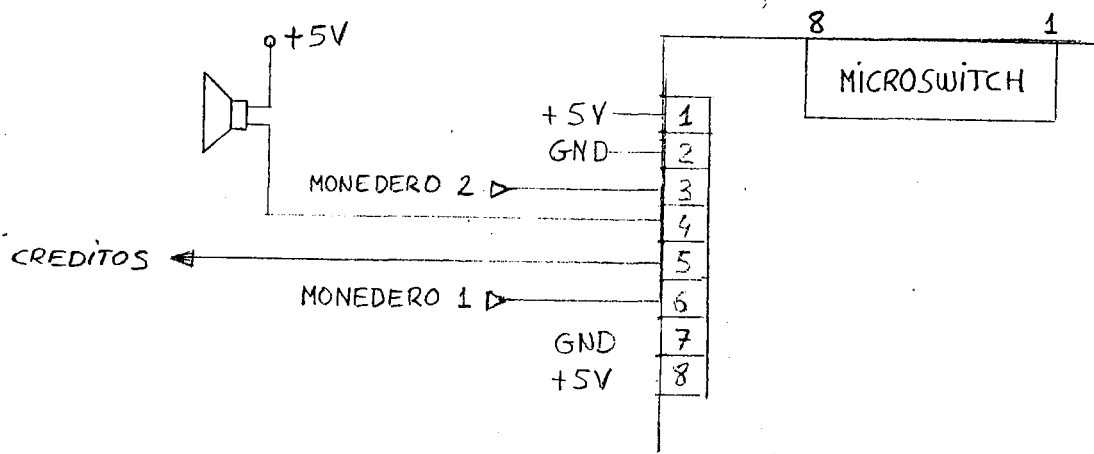 +5V
8 1
MiCROSWiTCH
+5V 1
GND 2
MONEDERO 2 3
4
CREDiTOS 5
MONEDERO 1 6
GND 7
+5V 8